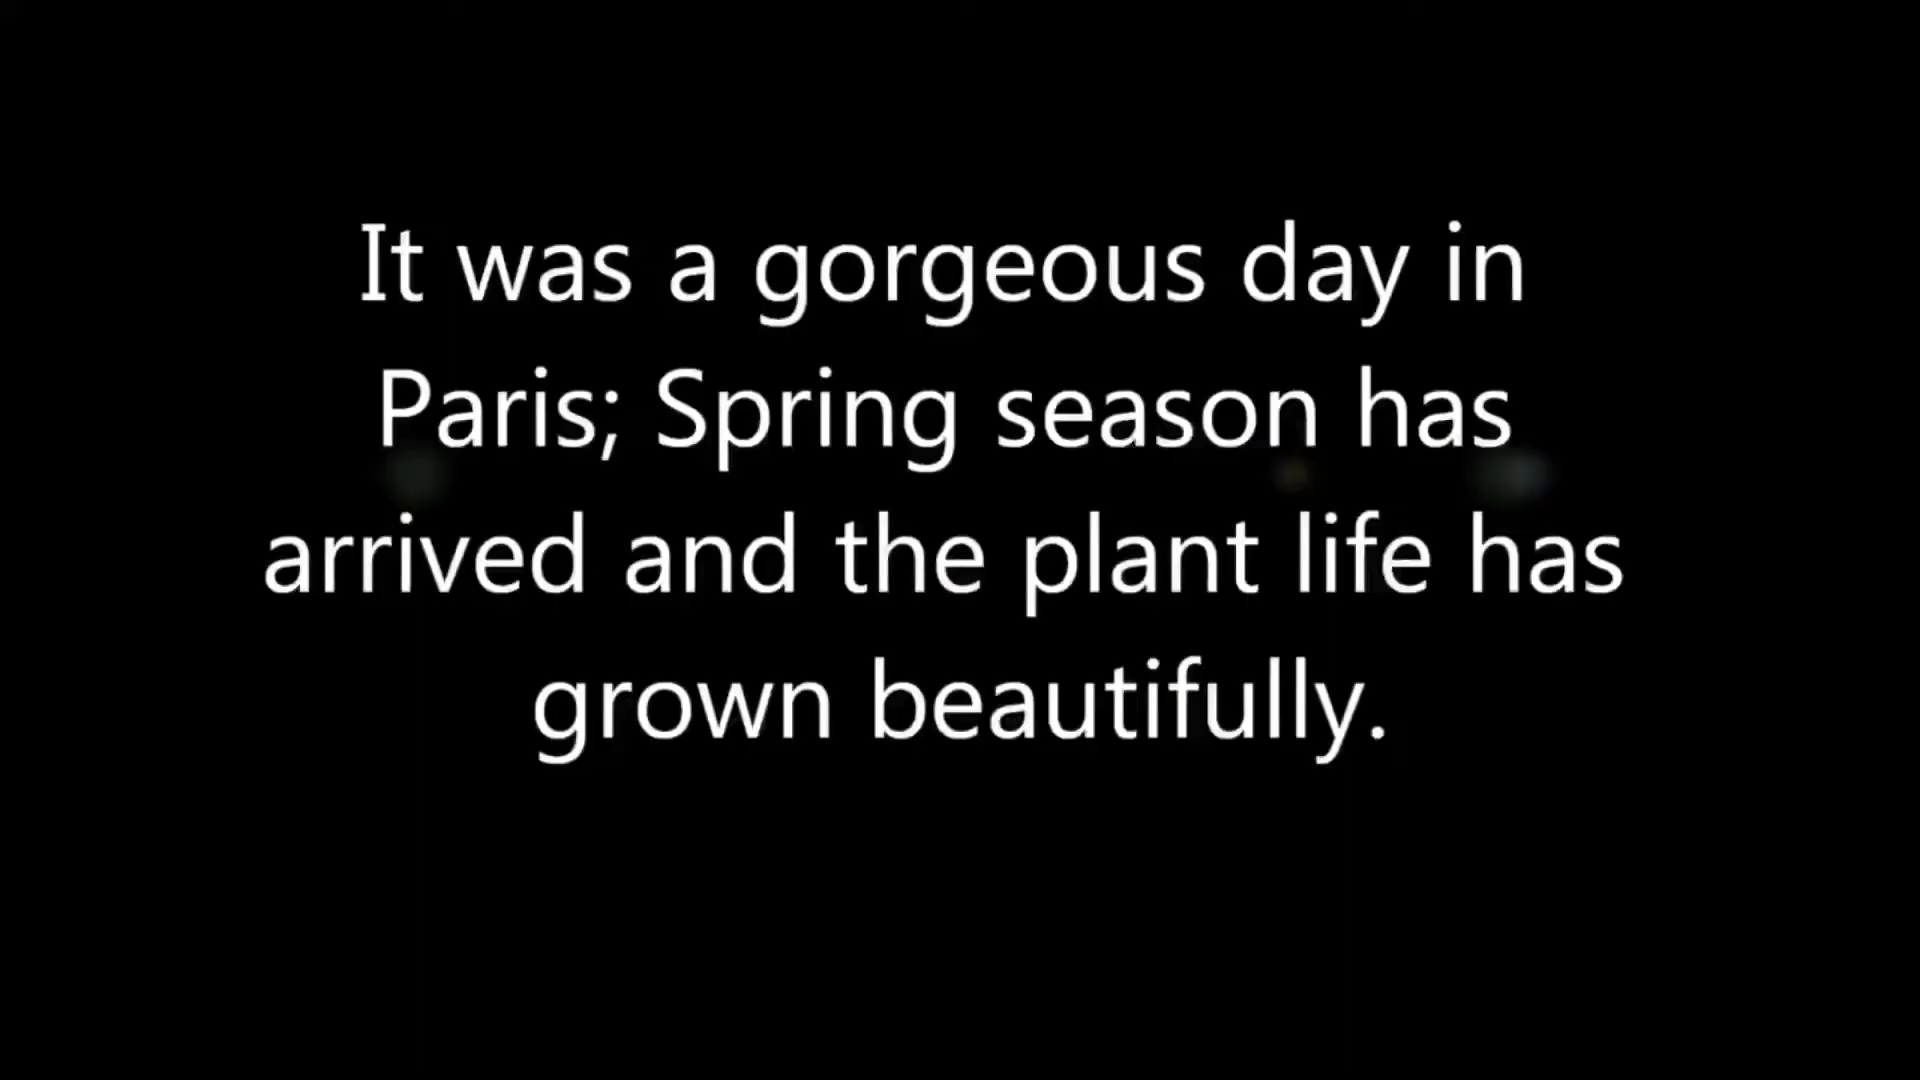 It was a gorgeous day in
Paris; Spring season has
arrived and the plant life has
grown beautifully.